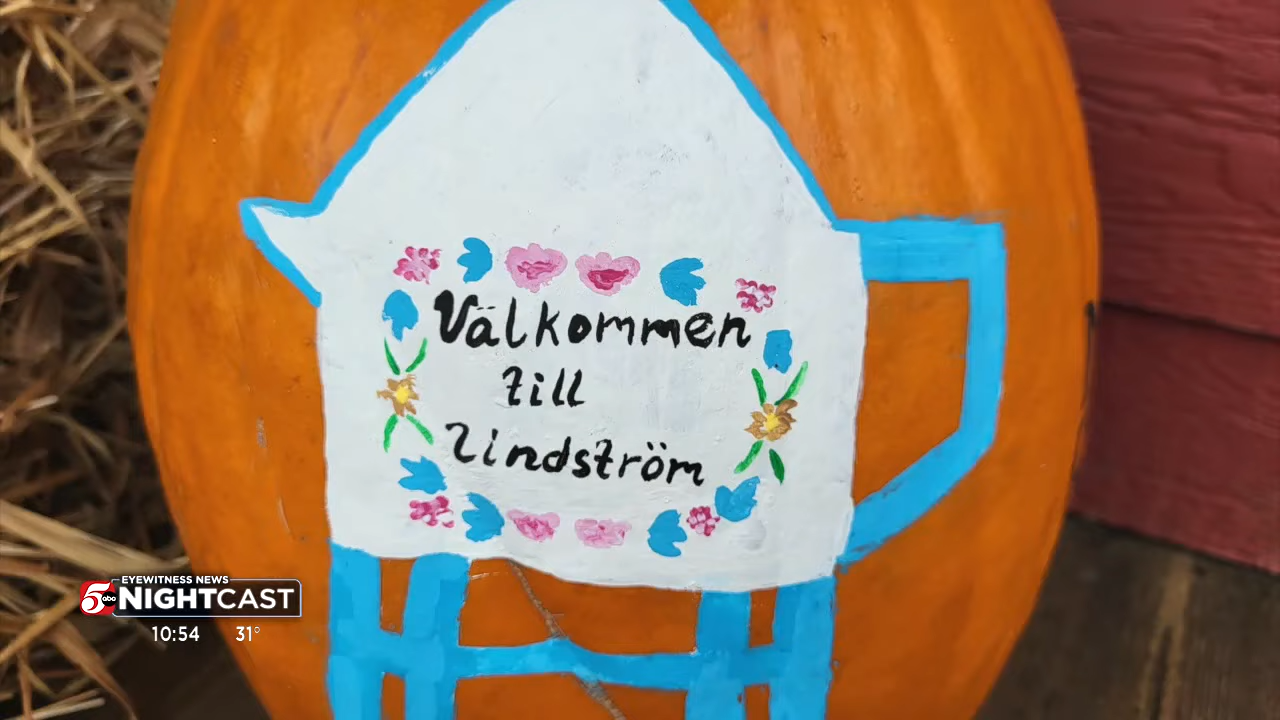 Välkommen
till
Lindström
EYEWITNESS NEWS
5 abc NIGHTCAST
10:54 31°